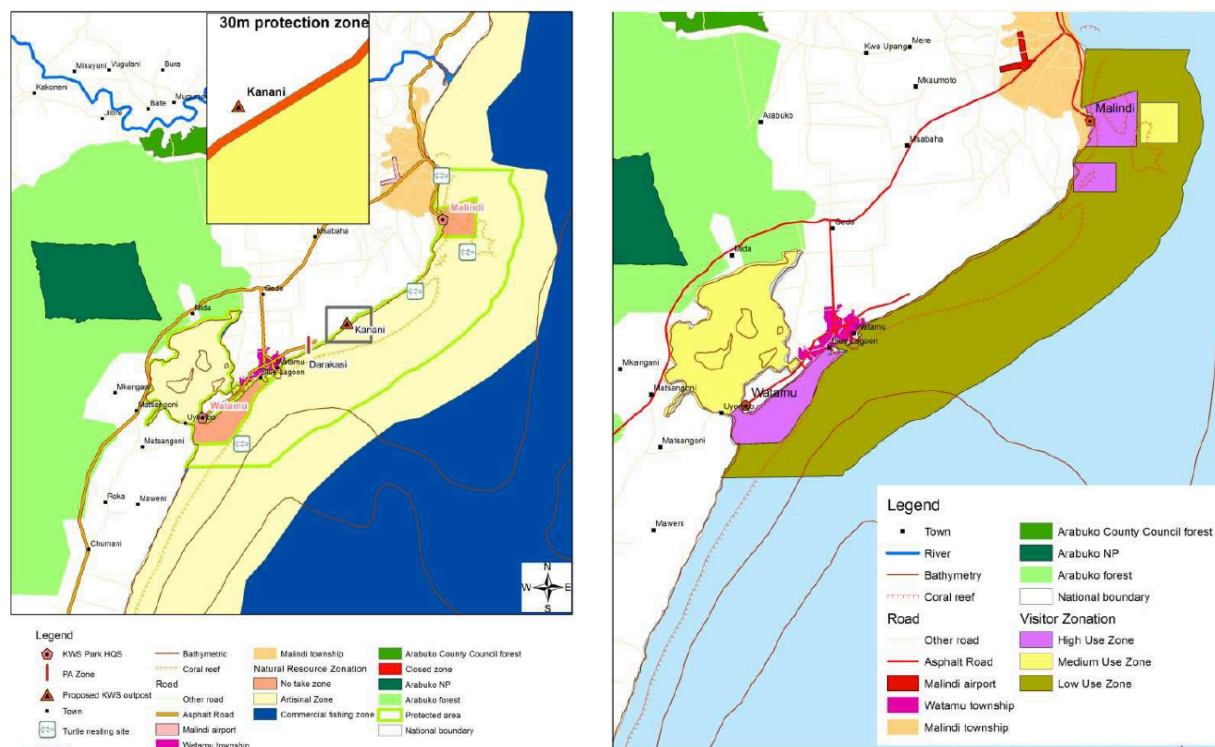 30m protection zone
Kanani
Mikuyuni
Vugulani
Bura
Kakoneni
Bate
Jilore
Malindi
Msabaha
Gede
Mida
Kanani
Darakasi
Watamu
Blue Lagoon
Mkangani
Watamu
Matsangoni
Uyombo
Matsangoni
Roka
Maweni
Chumani
N
W E
S
Legend
KWS Park HQS
PA Zone
Proposed KWS outpost
Town
Turtle nesting site
Bathymetric
Coral reef
Road
Other road
Asphalt Road
Malindi airport
Watamu township
Malindi township
Natural Resource Zonation
No take zone
Artisinal Zone
Commercial fishing zone
Arabuko County Council forest
Closed zone
Arabuko NP
Arabuko forest
Protected area
National boundary
Kwa Upanga
Mere
Mkaumoto
Malindi
Arabuko
Msabaha
Gede
Mida
Watamu
Blue Lagoon
Mkangani
Matsangoni
Watamu
Uyombo
Matsangoni
Maweni
Legend
Town
River
Bathymetry
Coral reef
Road
Other road
Asphalt Road
Malindi airport
Watamu township
Malindi township
Arabuko County Council forest
Arabuko NP
Arabuko forest
National boundary
Visitor Zonation
High Use Zone
Medium Use Zone
Low Use Zone